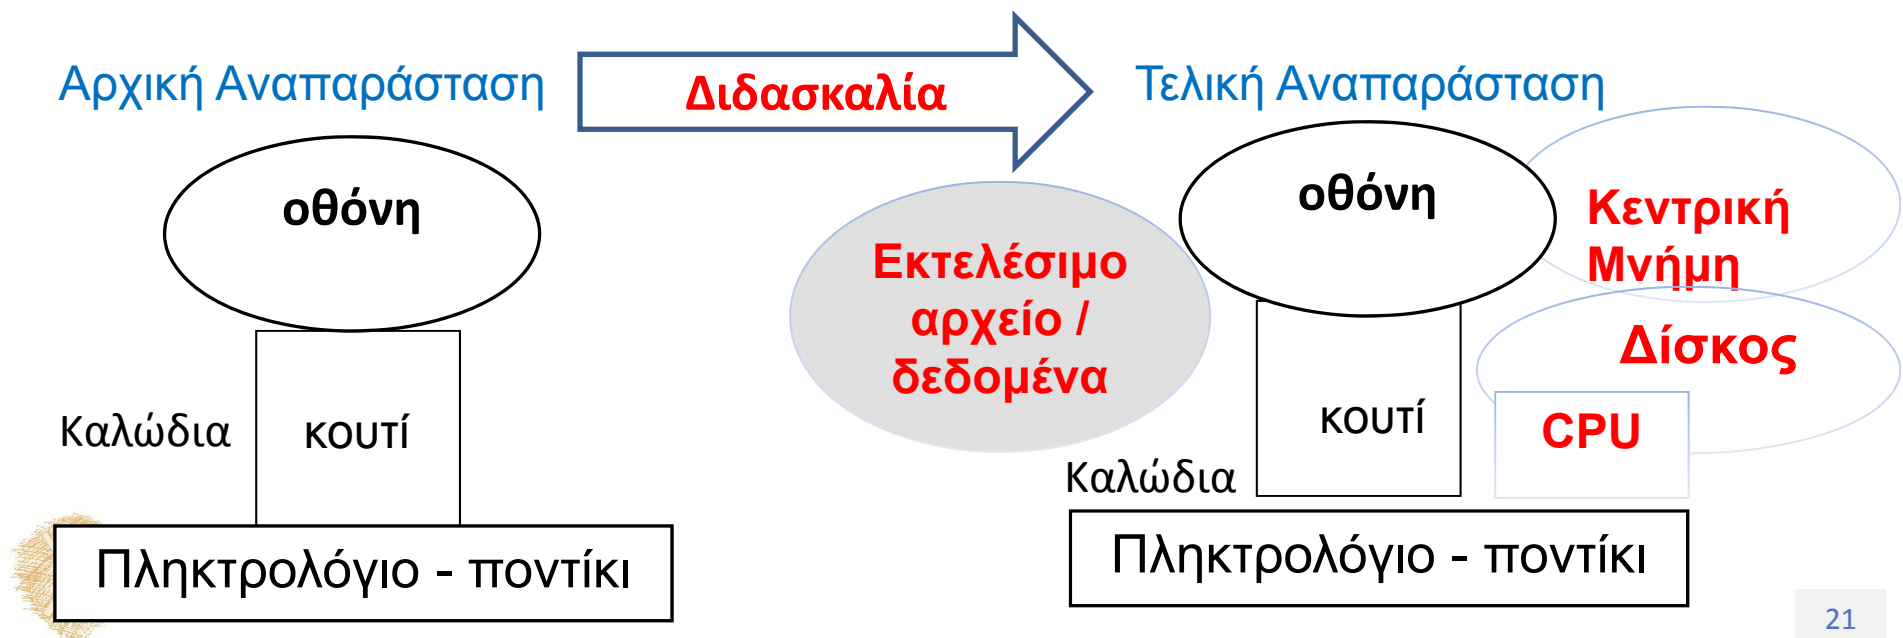 Αρχική Αναπαράσταση
Διδασκαλία
Τελική Αναπαράσταση
οθόνη
Καλώδια
κουτί
Πληκτρολόγιο - ποντίκι
οθόνη
Κεντρική
Μνήμη
Εκτελέσιμο
αρχείο /
δεδομένα
Δίσκος
κουτί
CPU
Καλώδια
Πληκτρολόγιο - ποντίκι
21